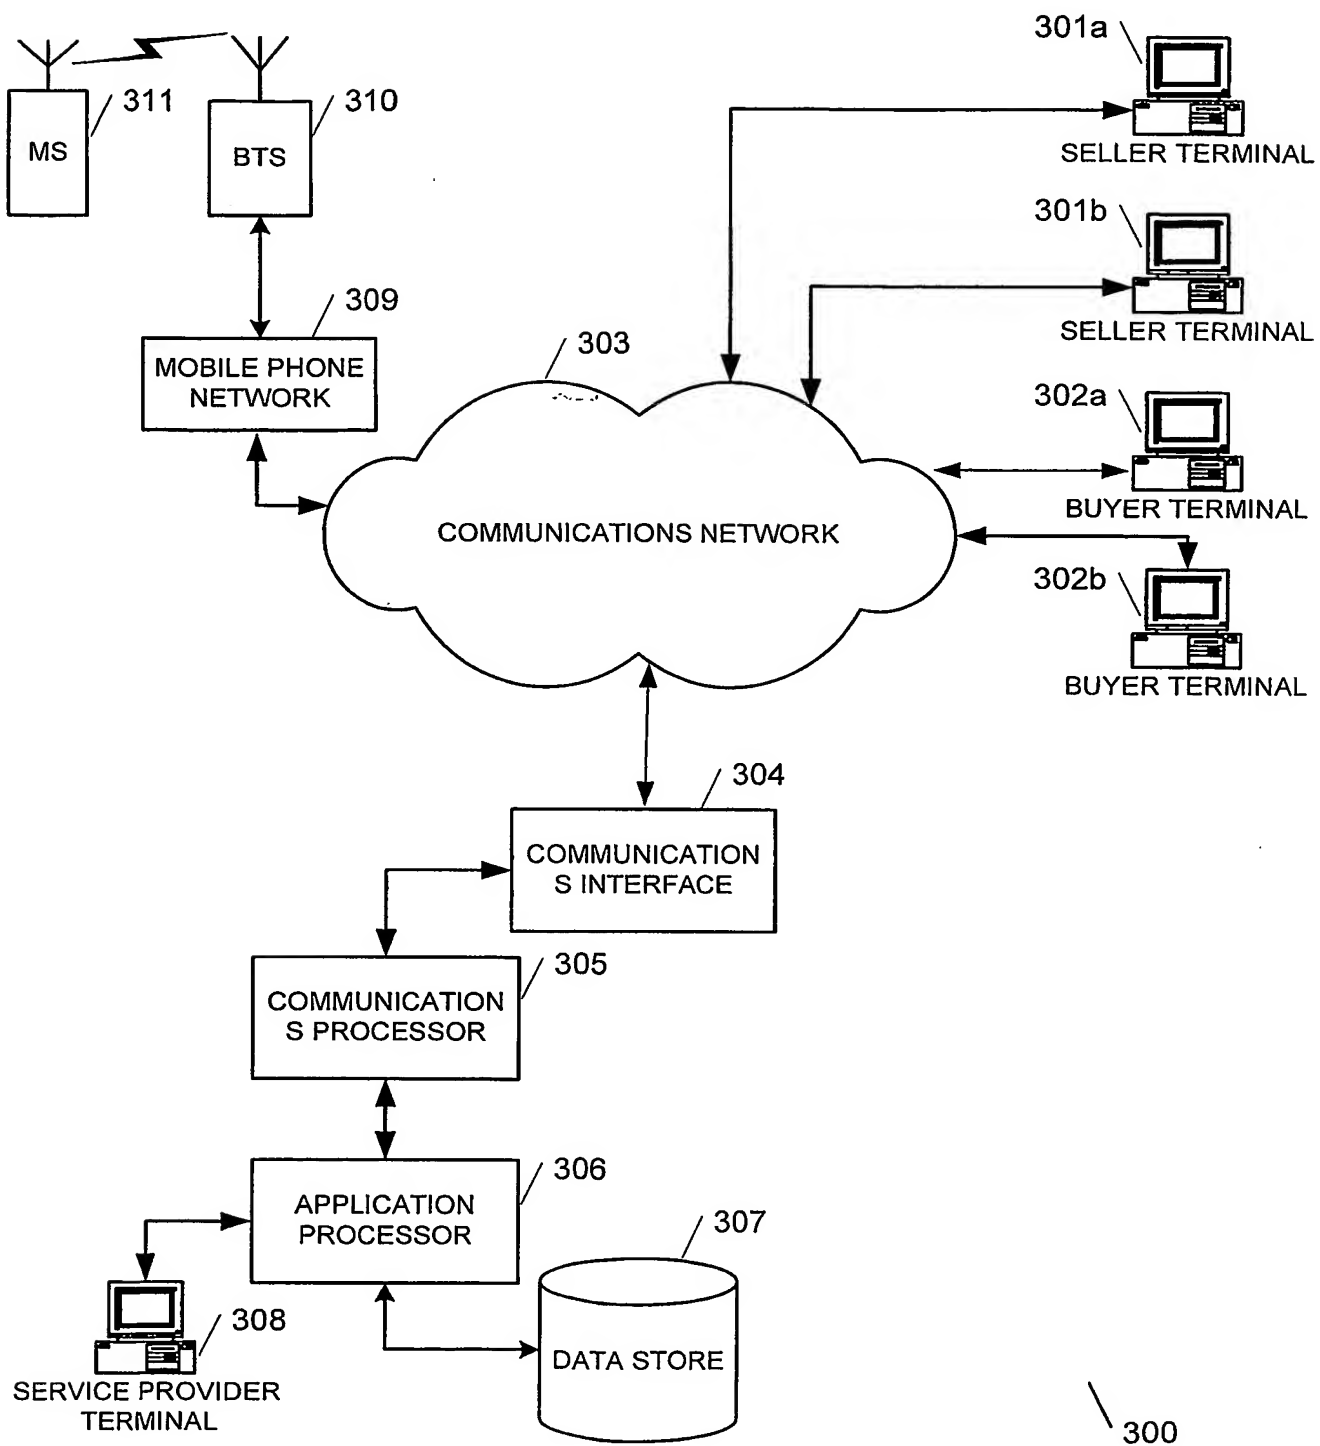 301a
311
310
MS
BTS
SELLER TERMINAL
301b
309
SELLER TERMINAL
303
MOBILE PHONE
NETWORK
302a
BUYER TERMINAL
COMMUNICATIONS NETWORK
302b
BUYER TERMINAL
304
COMMUNICATION
S INTERFACE
305
COMMUNICATION
S PROCESSOR
306
APPLICATION
PROCESSOR
307
308
DATA STORE
SERVICE PROVIDER
TERMINAL
300